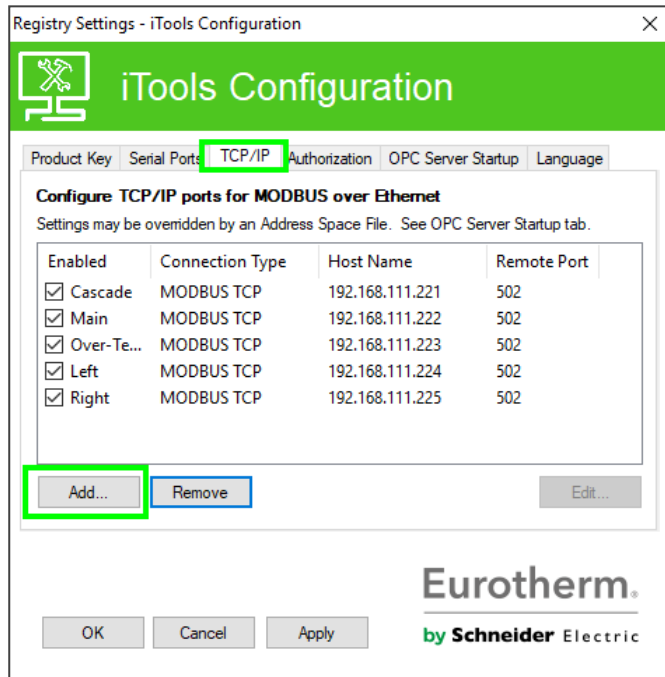 Registry Settings - iTools Configuration
iTools Configuration
Product Key Serial Ports TCP/IP Authorization OPC Server Startup Language
Configure TCP/IP ports for MODBUS over Ethernet
Settings may be overridden by an Address Space File. See OPC Server Startup tab.
Enabled Connection Type Host Name Remote Port
Cascade MODBUS TCP 192.168.111.221 502
Main MODBUS TCP 192.168.111.222 502
Over-Te... MODBUS TCP 192.168.111.223 502
Left MODBUS TCP 192.168.111.224 502
Right MODBUS TCP 192.168.111.225 502
Add... Remove Edit...
Eurotherm.
OK Cancel Apply by Schneider Electric